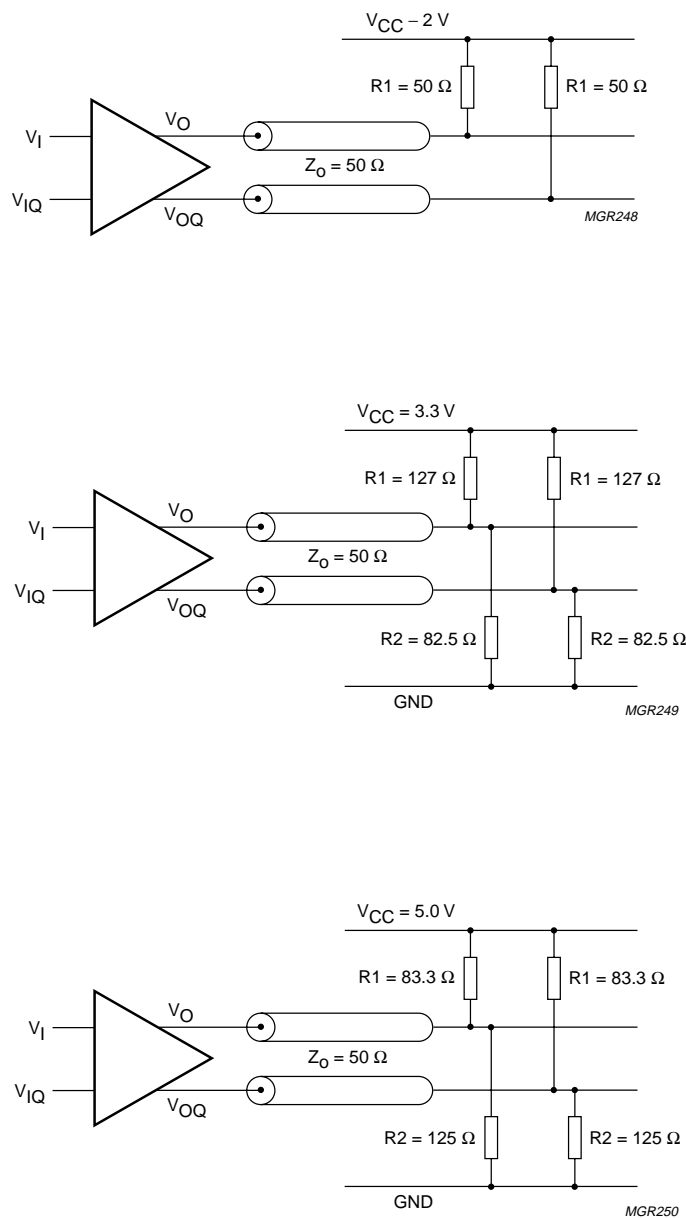 VCC – 2 V
R1 = 50 Ω R1 = 50 Ω
VO
VI
Zo = 50 Ω
VIQ
VOQ
MGR248
VCC = 3.3 V
R1 = 127 Ω R1 = 127 Ω
VO
VI
Zo = 50 Ω
VIQ
VOQ
R2 = 82.5 Ω R2 = 82.5 Ω
GND
MGR249
VCC = 5.0 V
R1 = 83.3 Ω R1 = 83.3 Ω
VO
VI
Zo = 50 Ω
VIQ
VOQ
R2 = 125 Ω R2 = 125 Ω
GND
MGR250